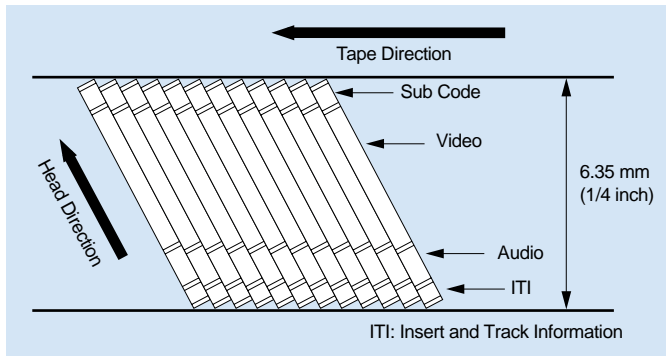 Tape Direction
Sub Code
Video
Head Direction
6.35 mm
(1/4 inch)
Audio
ITI
ITI: Insert and Track Information